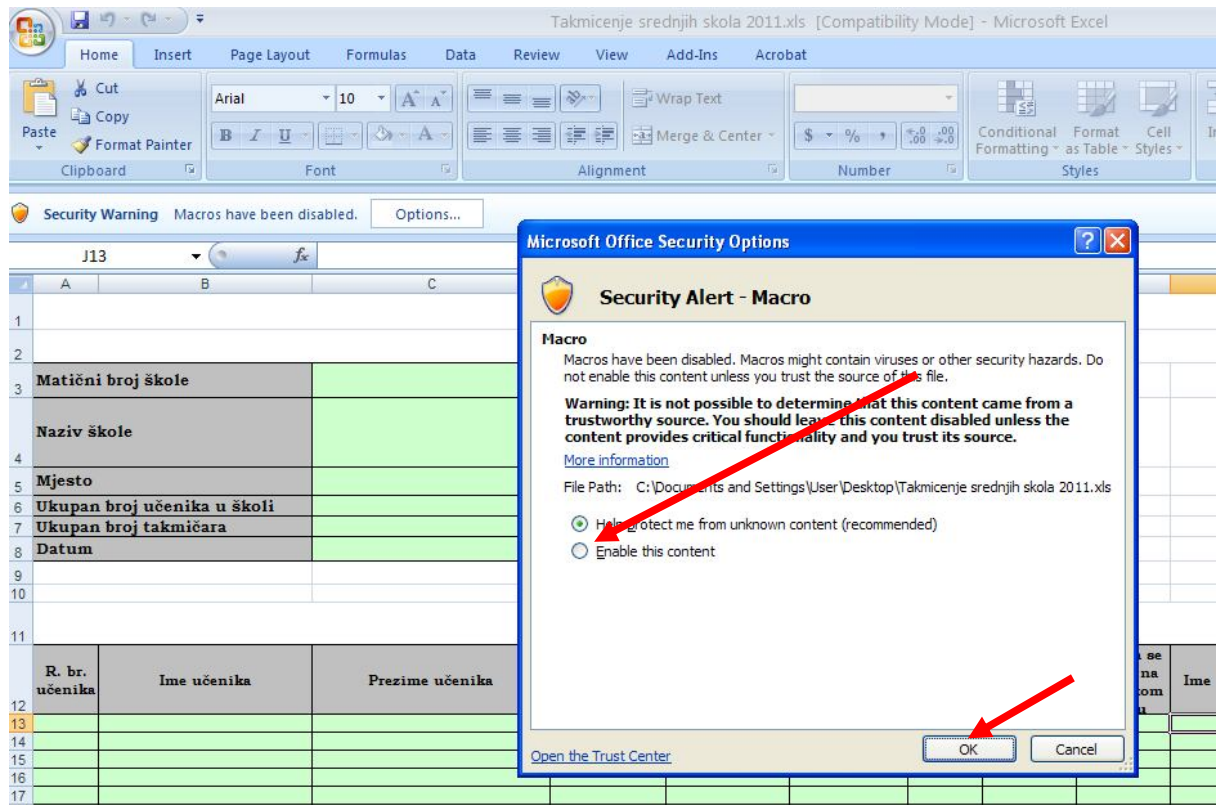 Takmicenje srednjih skola 2011.xls [Compatibility Mode] - Microsoft Excel
Home Insert Page Layout Formulas Data Review View Add-Ins Acrobat
Cut
Copy
Format Painter
Paste
Arial 10 A A
B I U A
Wrap Text
Merge & Center
$ % ,
Conditional Formatting
Format as Table
Cell Styles
Clipboard Font Alignment Number Styles
Security Warning Macros have been disabled. Options...
J13 fx
A B C
1
2
3 Matični broj škole
4 Naziv škole
5 Mjesto
6 Ukupan broj učenika u školi
7 Ukupan broj takmičara
8 Datum
9
10
11
12 R. br. učenika Ime učenika Prezime učenika se na Ime
13
14
15
16
17
Microsoft Office Security Options
Security Alert - Macro
Macro
Macros have been disabled. Macros might contain viruses or other security hazards. Do
not enable this content unless you trust the source of this file.
Warning: It is not possible to determine that this content came from a
trustworthy source. You should leave this content disabled unless the
content provides critical functionality and you trust its source.
More information
File Path: C:\Documents and Settings\User\Desktop\Takmicenje srednjih skola 2011.xls
Help protect me from unknown content (recommended)
Enable this content
Open the Trust Center
OK Cancel